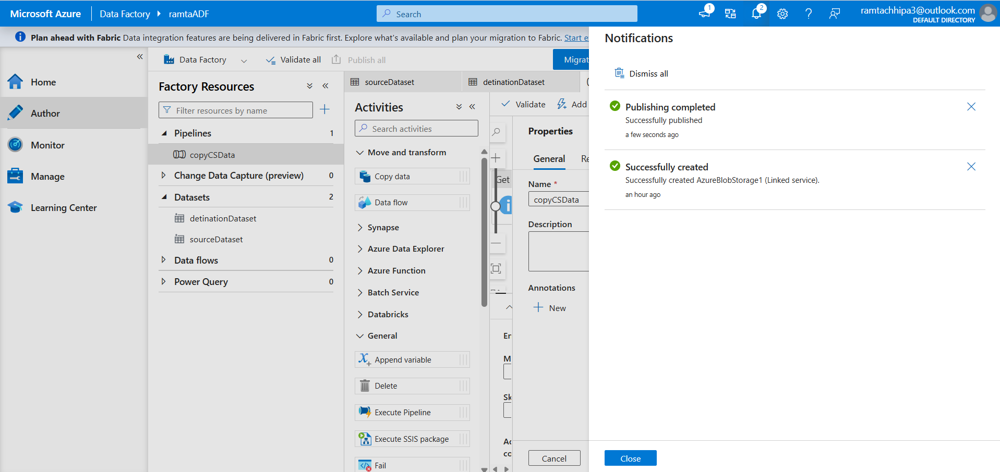 Microsoft Azure
Data Factory
ramtaADF
Search
1
2
?
ramtachhipa3@outlook.com
DEFAULT DIRECTORY
Plan ahead with Fabric Data integration features are being delivered in Fabric first. Explore what's available and plan your migration to Fabric. Start e
Home
Author
Monitor
Manage
Learning Center
Data Factory
Validate all
Publish all
Migrat
Factory Resources
Filter resources by name
Pipelines 1
copyCSData
Change Data Capture (preview) 0
Datasets 2
detinationDataset
sourceDataset
Data flows 0
Power Query 0
sourceDataset
detinationDataset
Activities
Search activities
Move and transform
Copy data
Data flow
Synapse
Azure Data Explorer
Azure Function
Batch Service
Databricks
General
Append variable
Delete
Execute Pipeline
Execute SSIS package
Fail
Validate
Add
Get
Properties
General
Re
Name *
copyCSData
Description
Annotations
New
En
M
Sk
Ac
co
Cancel
Notifications
Dismiss all
Publishing completed
Successfully published
a few seconds ago
Successfully created
Successfully created AzureBlobStorage1 (Linked service).
an hour ago
Close